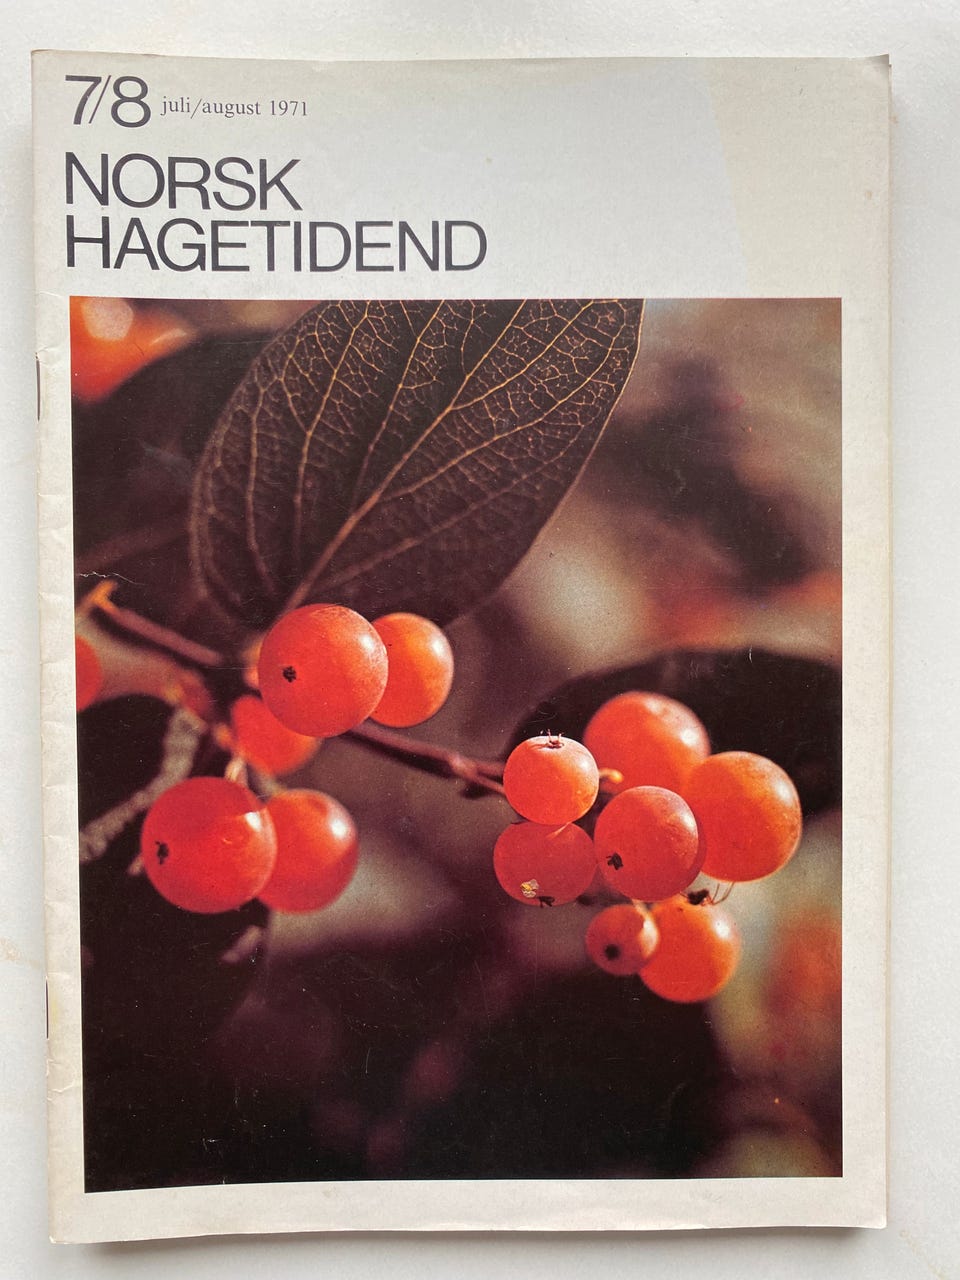 7/8 juli/august 1971
NORSK
HAGETIDEND